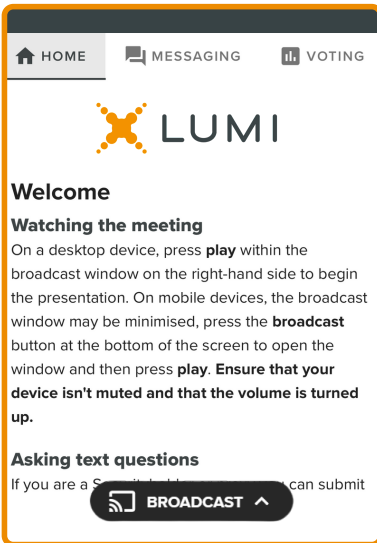 HOME MESSAGING VOTING
LUMI
Welcome
Watching the meeting
On a desktop device, press play within the
broadcast window on the right-hand side to begin
the presentation. On mobile devices, the broadcast
window may be minimised, press the broadcast
button at the bottom of the screen to open the
window and then press play. Ensure that your
device isn't muted and that the volume is turned
up.
Asking text questions
If you are a can submit
BROADCAST